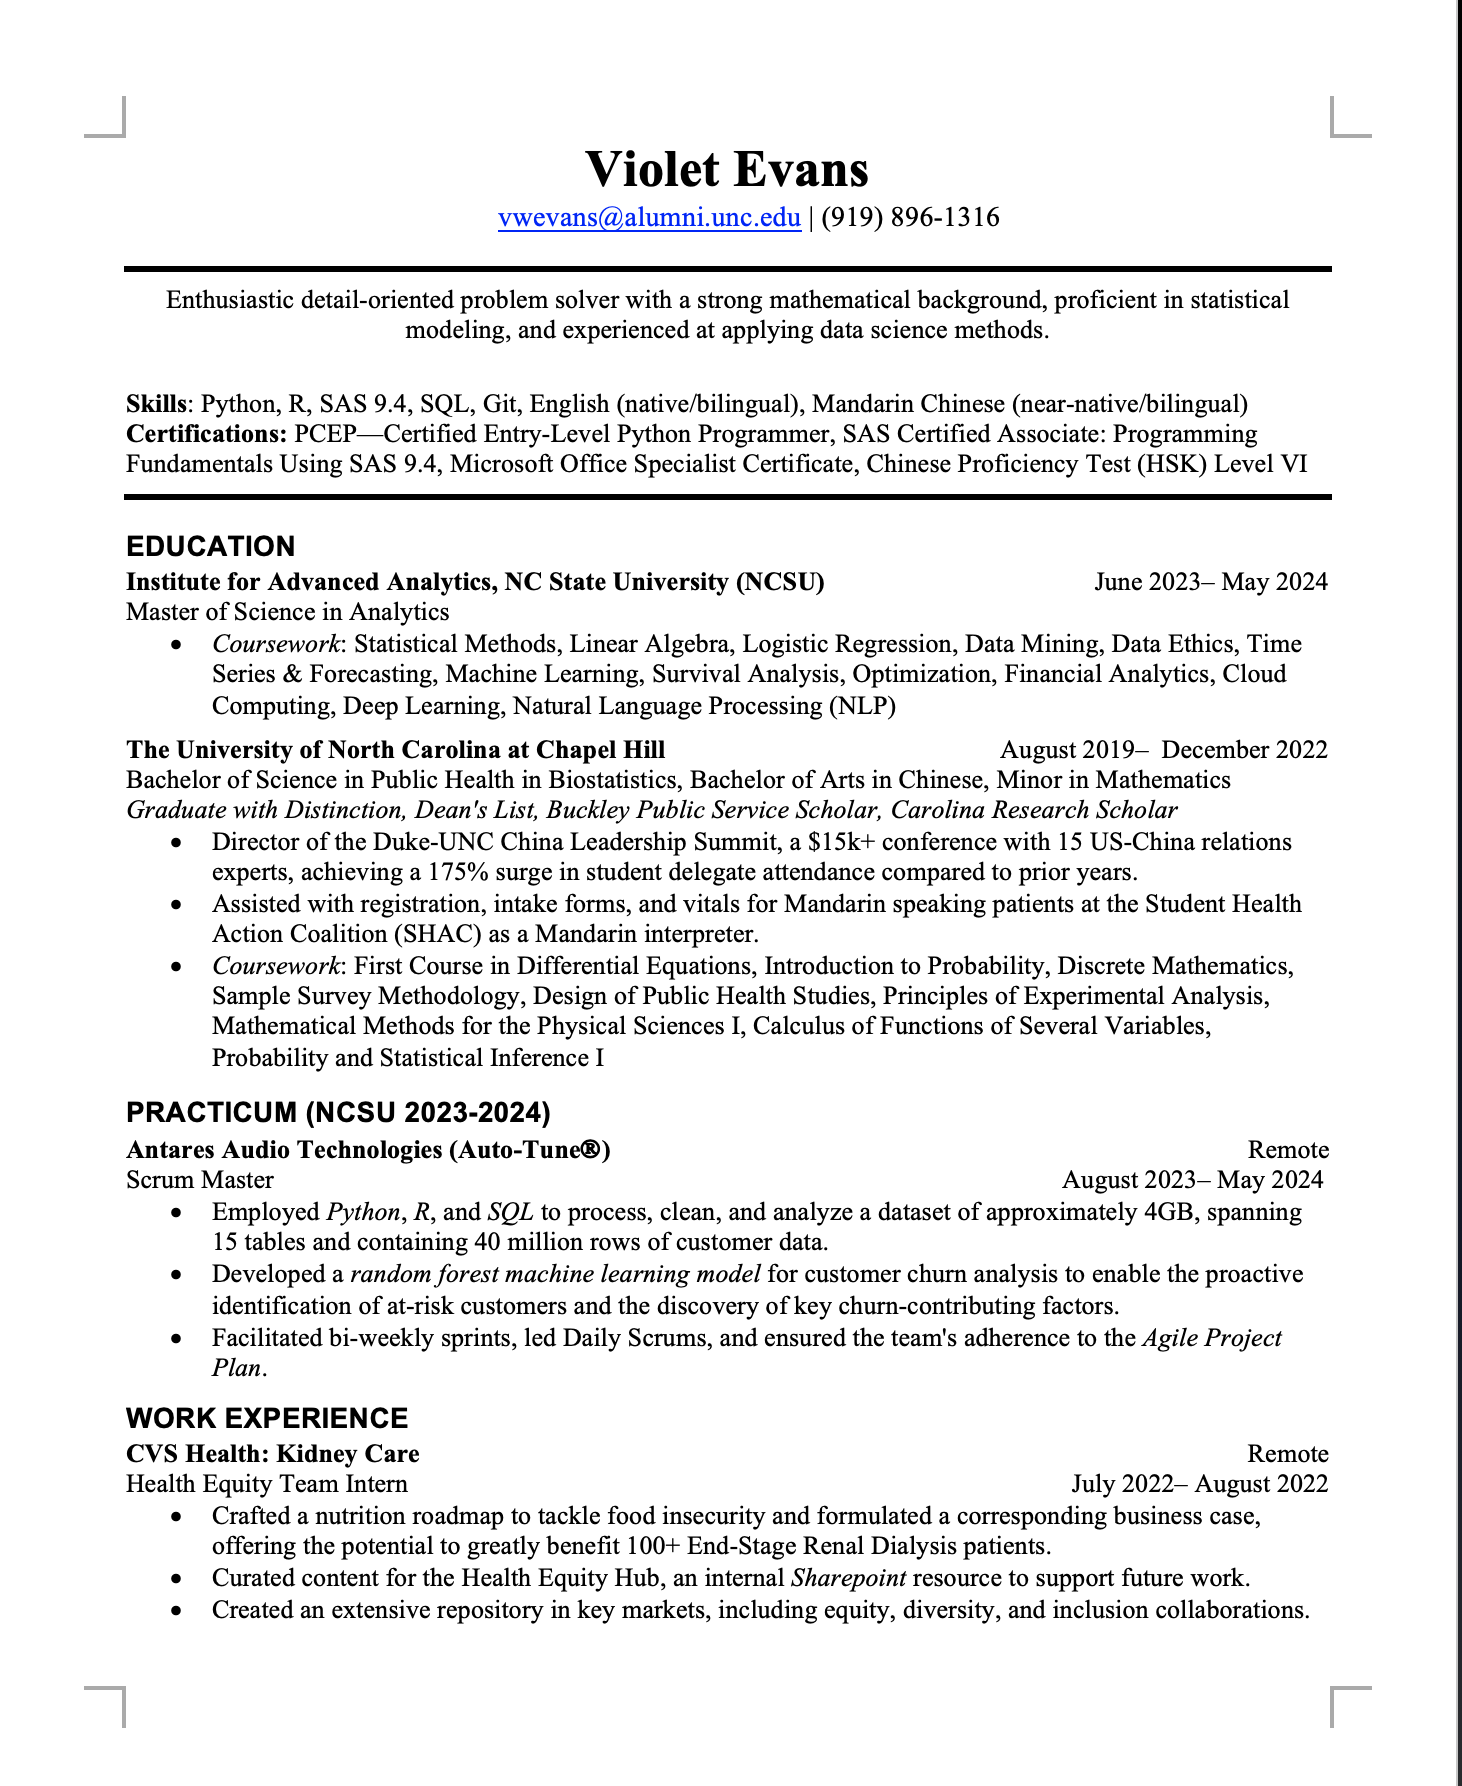 Violet Evans
vwevans@alumni.unc.edu | (919) 896-1316
Enthusiastic detail-oriented problem solver with a strong mathematical background, proficient in statistical
modeling, and experienced at applying data science methods.
Skills: Python, R, SAS 9.4, SQL, Git, English (native/bilingual), Mandarin Chinese (near-native/bilingual)
Certifications: PCEP—Certified Entry-Level Python Programmer, SAS Certified Associate: Programming
Fundamentals Using SAS 9.4, Microsoft Office Specialist Certificate, Chinese Proficiency Test (HSK) Level VI
EDUCATION
Institute for Advanced Analytics, NC State University (NCSU) June 2023– May 2024
Master of Science in Analytics
• Coursework: Statistical Methods, Linear Algebra, Logistic Regression, Data Mining, Data Ethics, Time
Series & Forecasting, Machine Learning, Survival Analysis, Optimization, Financial Analytics, Cloud
Computing, Deep Learning, Natural Language Processing (NLP)
The University of North Carolina at Chapel Hill August 2019– December 2022
Bachelor of Science in Public Health in Biostatistics, Bachelor of Arts in Chinese, Minor in Mathematics
Graduate with Distinction, Dean's List, Buckley Public Service Scholar, Carolina Research Scholar
• Director of the Duke-UNC China Leadership Summit, a $15k+ conference with 15 US-China relations
experts, achieving a 175% surge in student delegate attendance compared to prior years.
• Assisted with registration, intake forms, and vitals for Mandarin speaking patients at the Student Health
Action Coalition (SHAC) as a Mandarin interpreter.
• Coursework: First Course in Differential Equations, Introduction to Probability, Discrete Mathematics,
Sample Survey Methodology, Design of Public Health Studies, Principles of Experimental Analysis,
Mathematical Methods for the Physical Sciences I, Calculus of Functions of Several Variables,
Probability and Statistical Inference I
PRACTICUM (NCSU 2023-2024)
Antares Audio Technologies (Auto-Tune®) Remote
Scrum Master August 2023– May 2024
• Employed Python, R, and SQL to process, clean, and analyze a dataset of approximately 4GB, spanning
15 tables and containing 40 million rows of customer data.
• Developed a random forest machine learning model for customer churn analysis to enable the proactive
identification of at-risk customers and the discovery of key churn-contributing factors.
• Facilitated bi-weekly sprints, led Daily Scrums, and ensured the team's adherence to the Agile Project
Plan.
WORK EXPERIENCE
CVS Health: Kidney Care Remote
Health Equity Team Intern July 2022– August 2022
• Crafted a nutrition roadmap to tackle food insecurity and formulated a corresponding business case,
offering the potential to greatly benefit 100+ End-Stage Renal Dialysis patients.
• Curated content for the Health Equity Hub, an internal Sharepoint resource to support future work.
• Created an extensive repository in key markets, including equity, diversity, and inclusion collaborations.